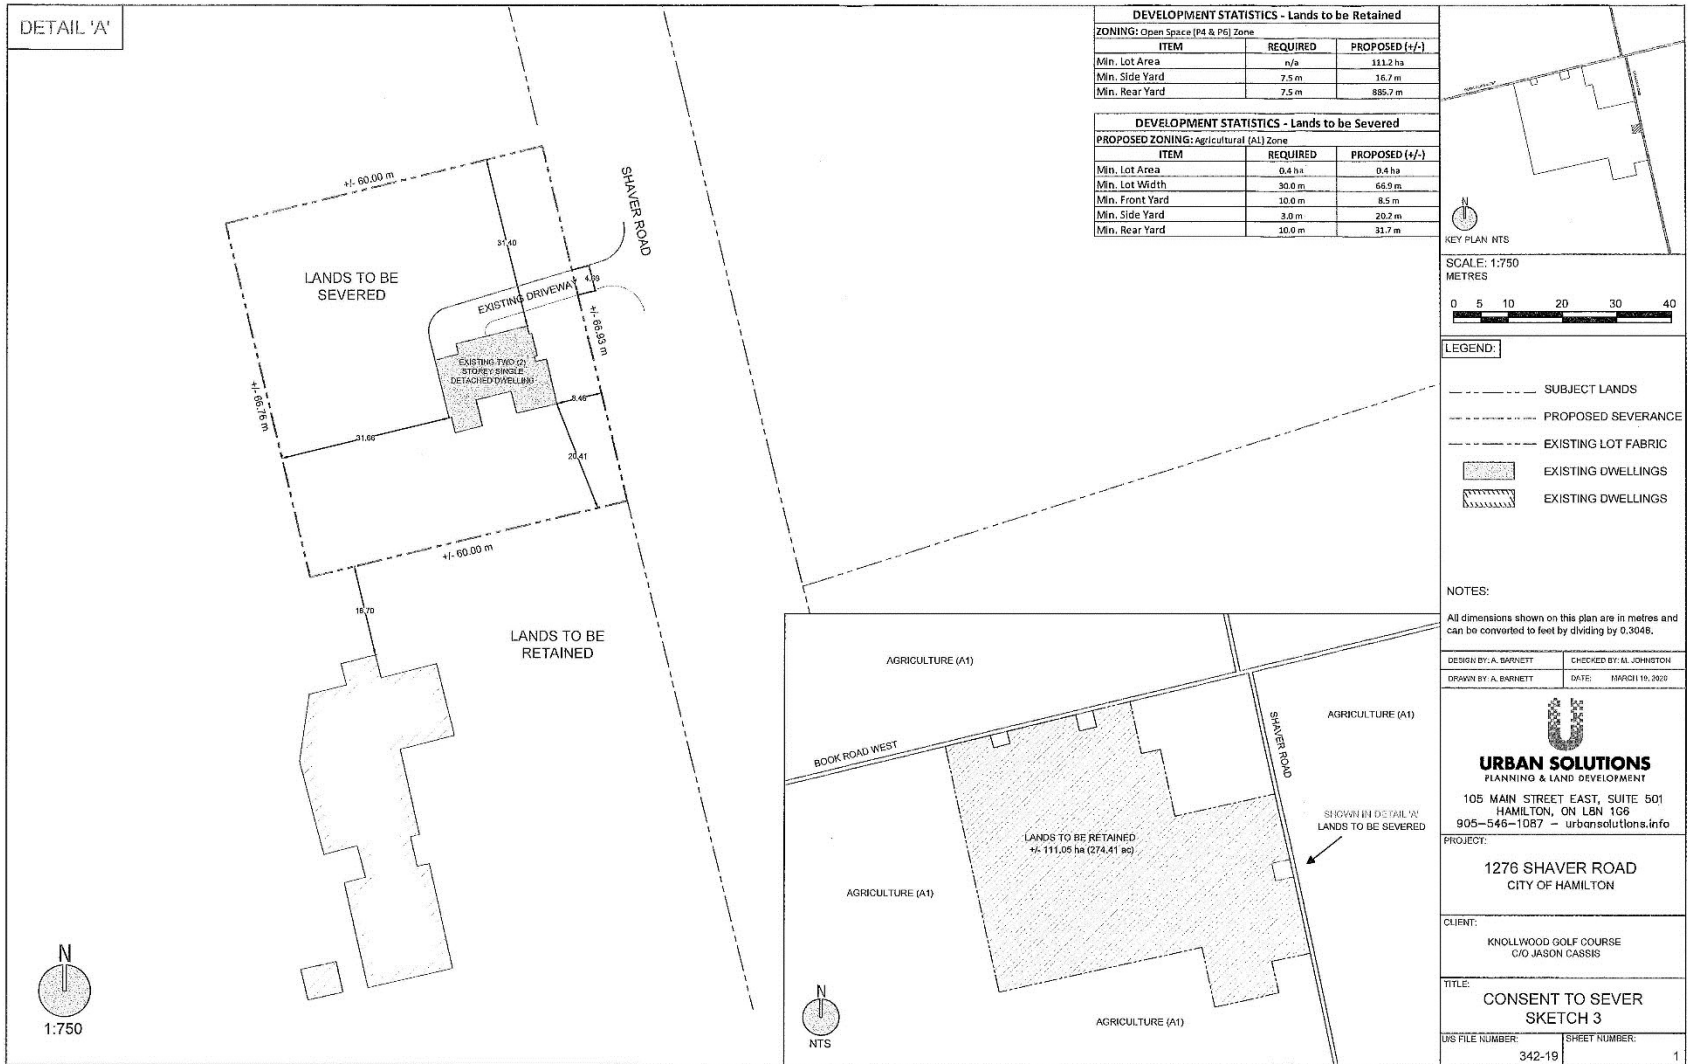 DETAIL 'A'
+/- 60.00 m
SHAVER ROAD
31.40
LANDS TO BE
SEVERED
EXISTING DRIVEWAY
+/- 66.93 m
EXISTING TWO (2)
STOREY SINGLE
DETACHED DWELLING
+/- 66.76 m
8.46
31.66
20.41
+/- 60.00 m
LANDS TO BE
RETAINED
N
1:750
DEVELOPMENT STATISTICS - Lands to be Retained
ZONING: Open Space (P4 & P6) Zone
ITEM REQUIRED PROPOSED (+/-)
Min. Lot Area n/a 111.2 ha
Min. Side Yard 7.5 m 16.7 m
Min. Rear Yard 7.5 m 885.7 m
DEVELOPMENT STATISTICS - Lands to be Severed
PROPOSED ZONING: Agricultural (A1) Zone
ITEM REQUIRED PROPOSED (+/-)
Min. Lot Area 0.4 ha 0.4 ha
Min. Lot Width 30.0 m 66.9 m
Min. Front Yard 10.0 m 8.5 m
Min. Side Yard 3.0 m 20.2 m
Min. Rear Yard 10.0 m 31.7 m
AGRICULTURE (A1)
BOOK ROAD WEST
SHAVER ROAD
AGRICULTURE (A1)
SHOWN IN DETAIL 'A'
LANDS TO BE SEVERED
LANDS TO BE RETAINED
+/- 111.05 ha (274.41 ac)
AGRICULTURE (A1)
AGRICULTURE (A1)
N
NTS
N
KEY PLAN NTS
SCALE: 1:750
METRES
0 5 10 20 30 40
LEGEND:
SUBJECT LANDS
PROPOSED SEVERANCE
EXISTING LOT FABRIC
EXISTING DWELLINGS
EXISTING DWELLINGS
NOTES:
All dimensions shown on this plan are in metres and
can be converted to feet by dividing by 0.3048.
DESIGN BY: A. BARNETT CHECKED BY: M. JOHNSTON
DRAWN BY: A. BARNETT DATE: MARCH 19, 2020
URBAN SOLUTIONS
PLANNING & LAND DEVELOPMENT
105 MAIN STREET EAST, SUITE 501
HAMILTON, ON L8N 1G6
905-546-1087 - urbansolutions.info
PROJECT:
1276 SHAVER ROAD
CITY OF HAMILTON
CLIENT:
KNOLLWOOD GOLF COURSE
C/O JASON CASSIS
TITLE:
CONSENT TO SEVER
SKETCH 3
U/S FILE NUMBER: SHEET NUMBER:
342-19 1